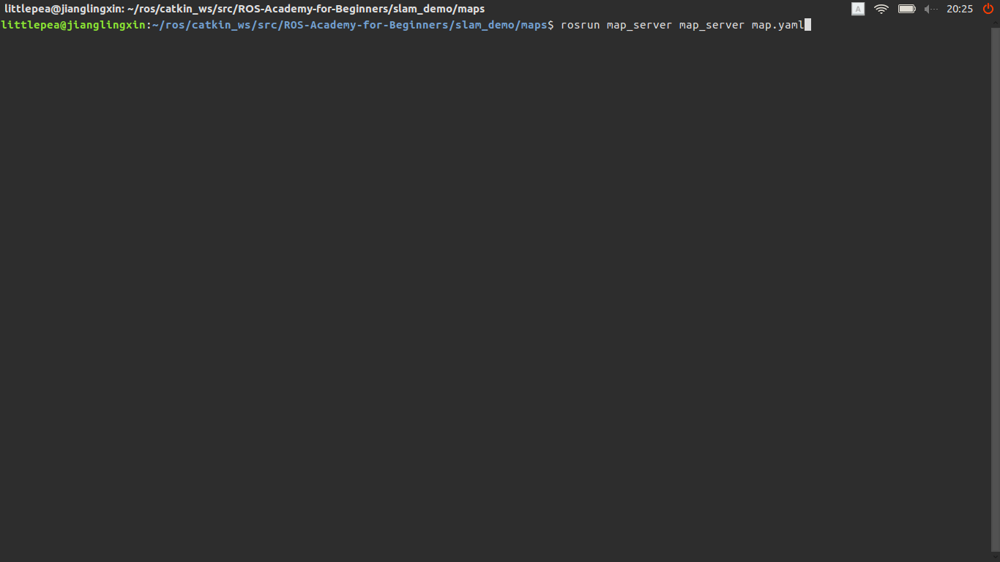 littlepea@jianglingxin: ~/ros/catkin_ws/src/ROS-Academy-for-Beginners/slam_demo/maps A 20:25
littlepea@jianglingxin:~/ros/catkin_ws/src/ROS-Academy-for-Beginners/slam_demo/maps$ rosrun map_server map_server map.yaml